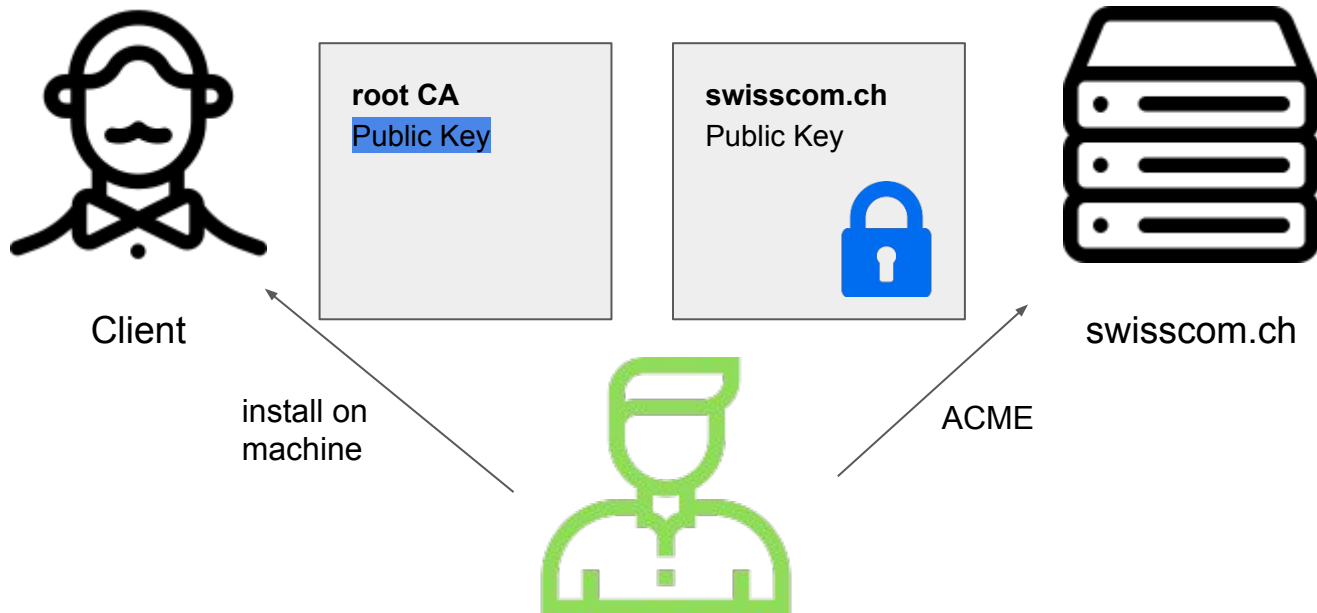 root CA
Public Key
swisscom.ch
Public Key
Client
swisscom.ch
install on
machine
ACME